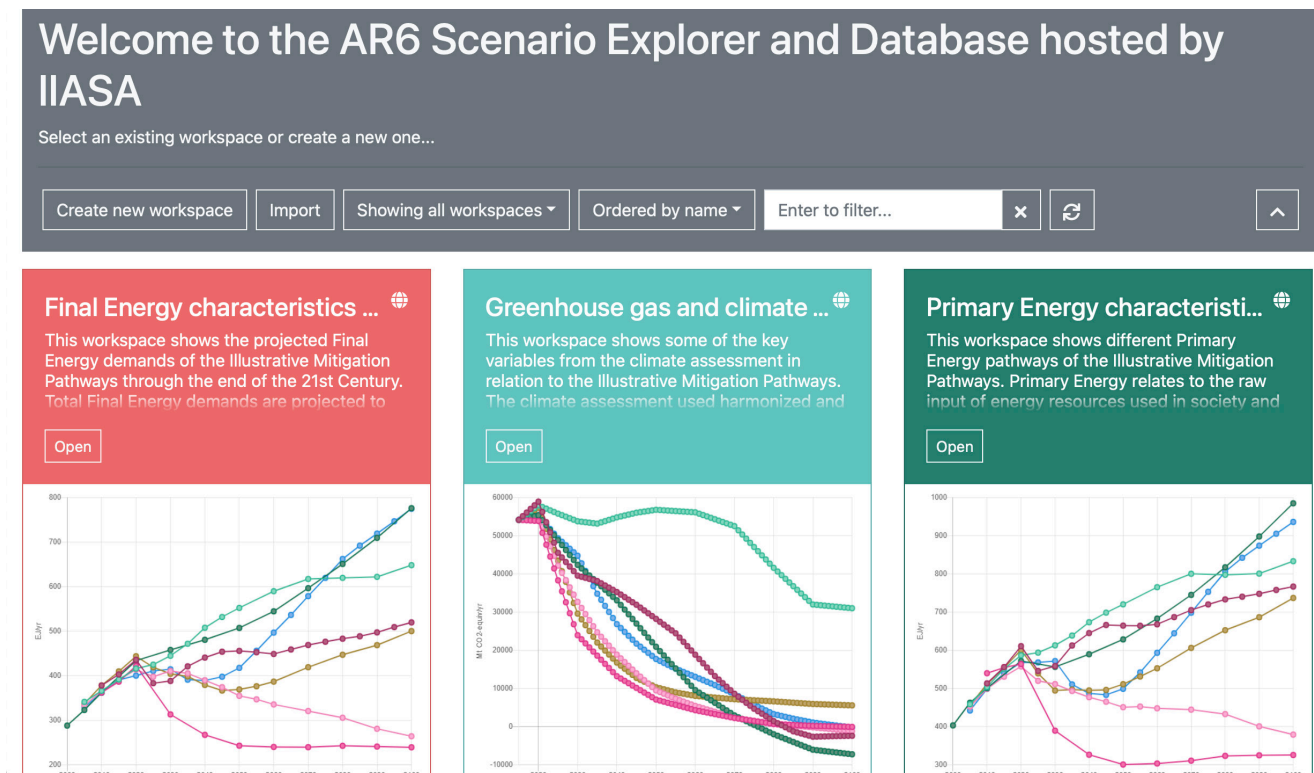 Welcome to the AR6 Scenario Explorer and Database hosted by
IIASA
Select an existing workspace or create a new one...
Create new workspace
Import
Showing all workspaces
Ordered by name
Enter to filter...
Final Energy characteristics ...
This workspace shows the projected Final
Energy demands of the Illustrative Mitigation
Pathways through the end of the 21st Century.
Total Final Energy demands are projected to
Open
800
700
600
500
400
300
200
EJ/yr
Greenhouse gas and climate ...
This workspace shows some of the key
variables from the climate assessment in
relation to the Illustrative Mitigation Pathways.
The climate assessment used harmonized and
Open
60000
50000
40000
30000
20000
10000
0
-10000
Mt CO2-equiv/yr
Primary Energy characteristi...
This workspace shows different Primary
Energy pathways of the Illustrative Mitigation
Pathways. Primary Energy relates to the raw
input of energy resources used in society and
Open
1000
900
800
700
600
500
400
300
EJ/yr